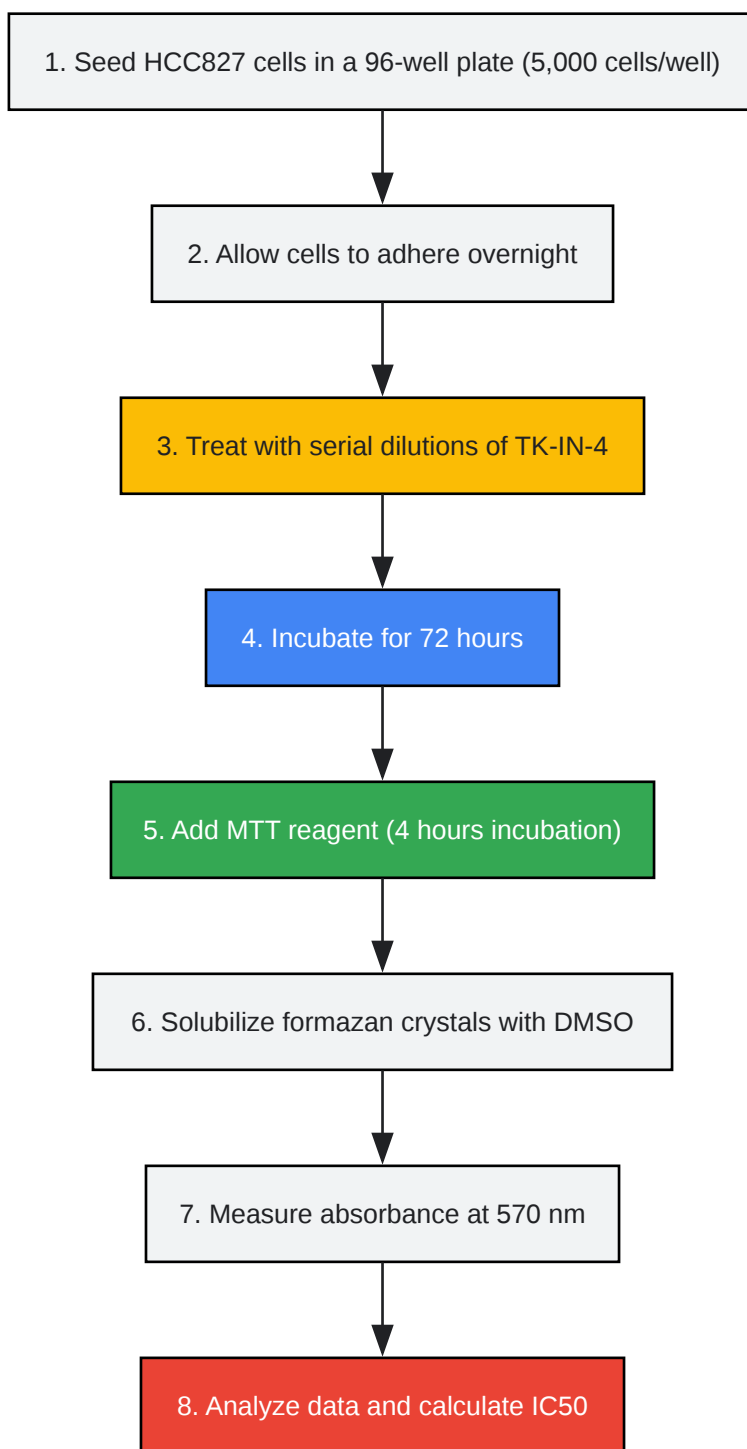 1. Seed HCC827 cells in a 96-well plate (5,000 cells/well)
2. Allow cells to adhere overnight
3. Treat with serial dilutions of TK-IN-4
4. Incubate for 72 hours
5. Add MTT reagent (4 hours incubation)
6. Solubilize formazan crystals with DMSO
7. Measure absorbance at 570 nm
8. Analyze data and calculate IC50